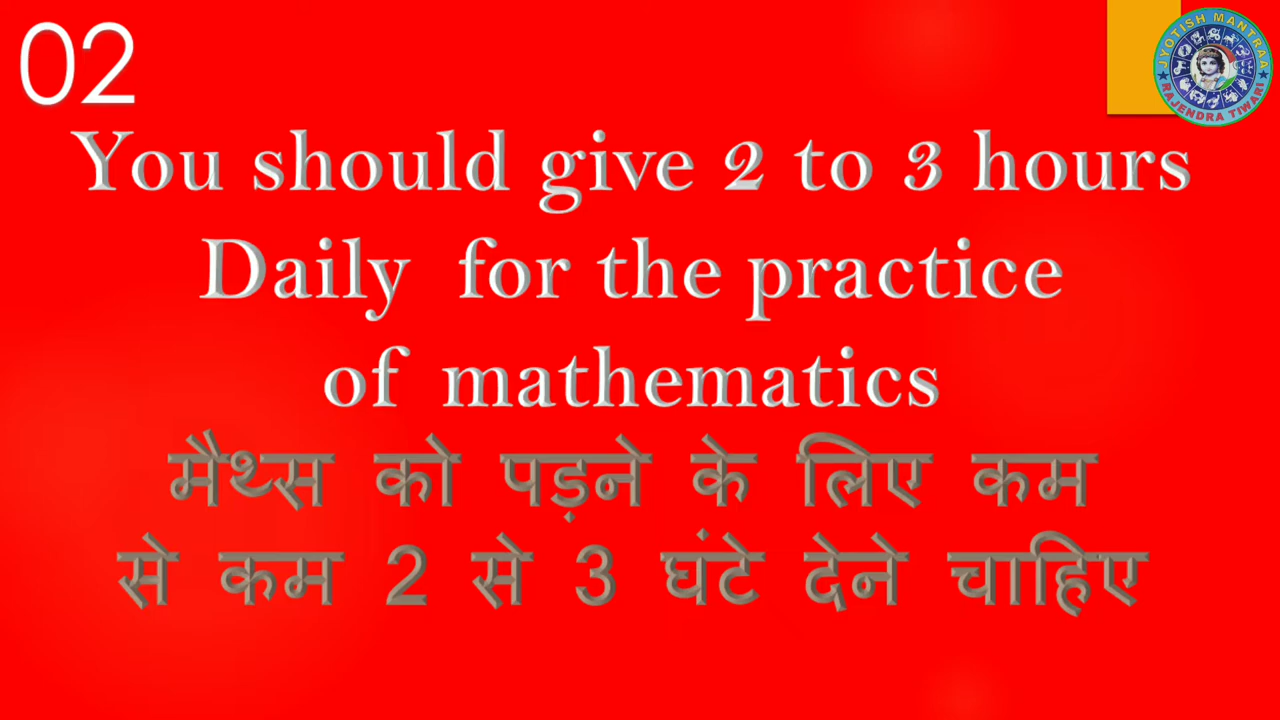 02
JYOTISH MANTRAA
RAJENDRA TIWARI
You should give 2 to 3 hours
Daily for the practice
of mathematics
मैथ्स को पड़ने के लिए कम
से कम 2 से 3 घंटे देने चाहिए